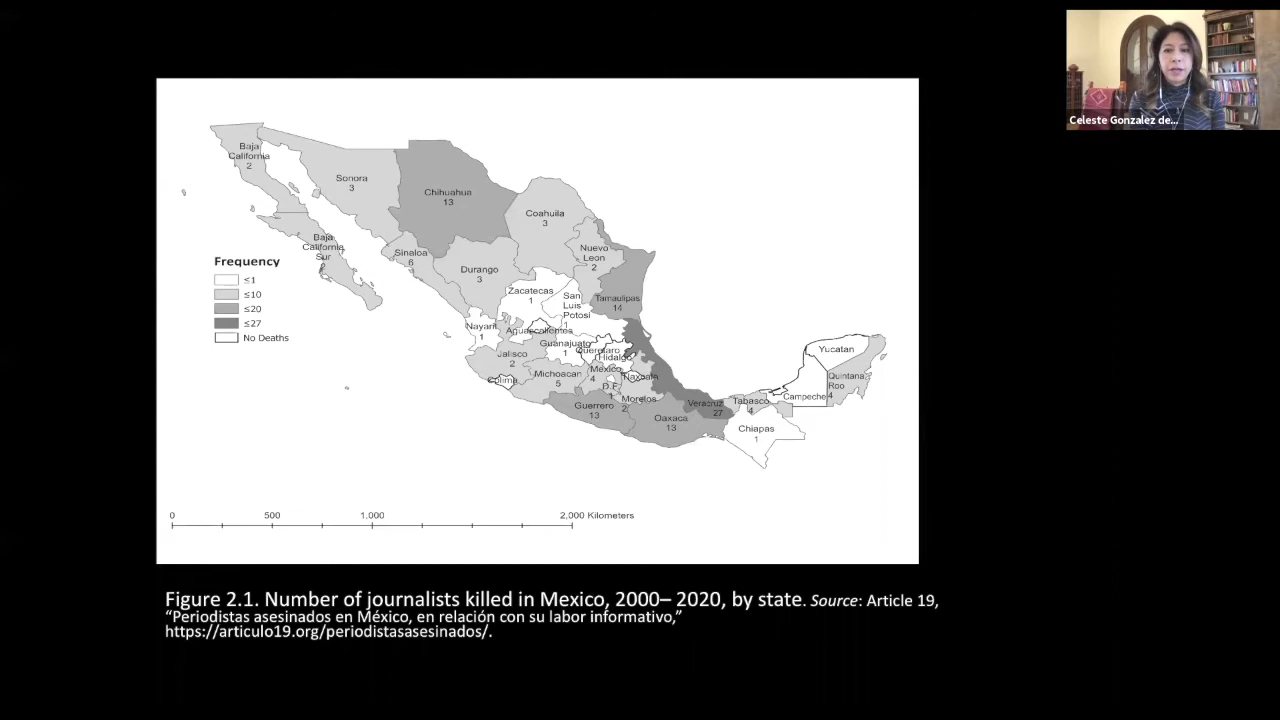 Celeste Gonzalez de...
Baja
California
2
Sonora
3
Chihuahua
13
Coahuila
3
Nuevo
Leon
2
Baja
California
Sur
Sinaloa
6
Durango
3
Tamaulipas
14
Zacatecas
1
San
Luis
Potosi
1
Frequency
≤1
≤10
≤20
≤27
No Deaths
Nayarit
1
Aguascalientes
Guanajuato
1
Queretaro
Hidalgo
Jalisco
2
Mexico
4
Tlaxcala
Colima
Michoacan
5
D.F.
1
Morelos
2
Guerrero
13
Oaxaca
13
Veracruz
27
Tabasco
4
Chiapas
1
Yucatan
Campeche
Quintana
Roo
4
0 500 1,000 2,000 Kilometers
Figure 2.1. Number of journalists killed in Mexico, 2000– 2020, by state. Source: Article 19,
“Periodistas asesinados en México, en relación con su labor informativo,”
https://articulo19.org/periodistasasesinados/.